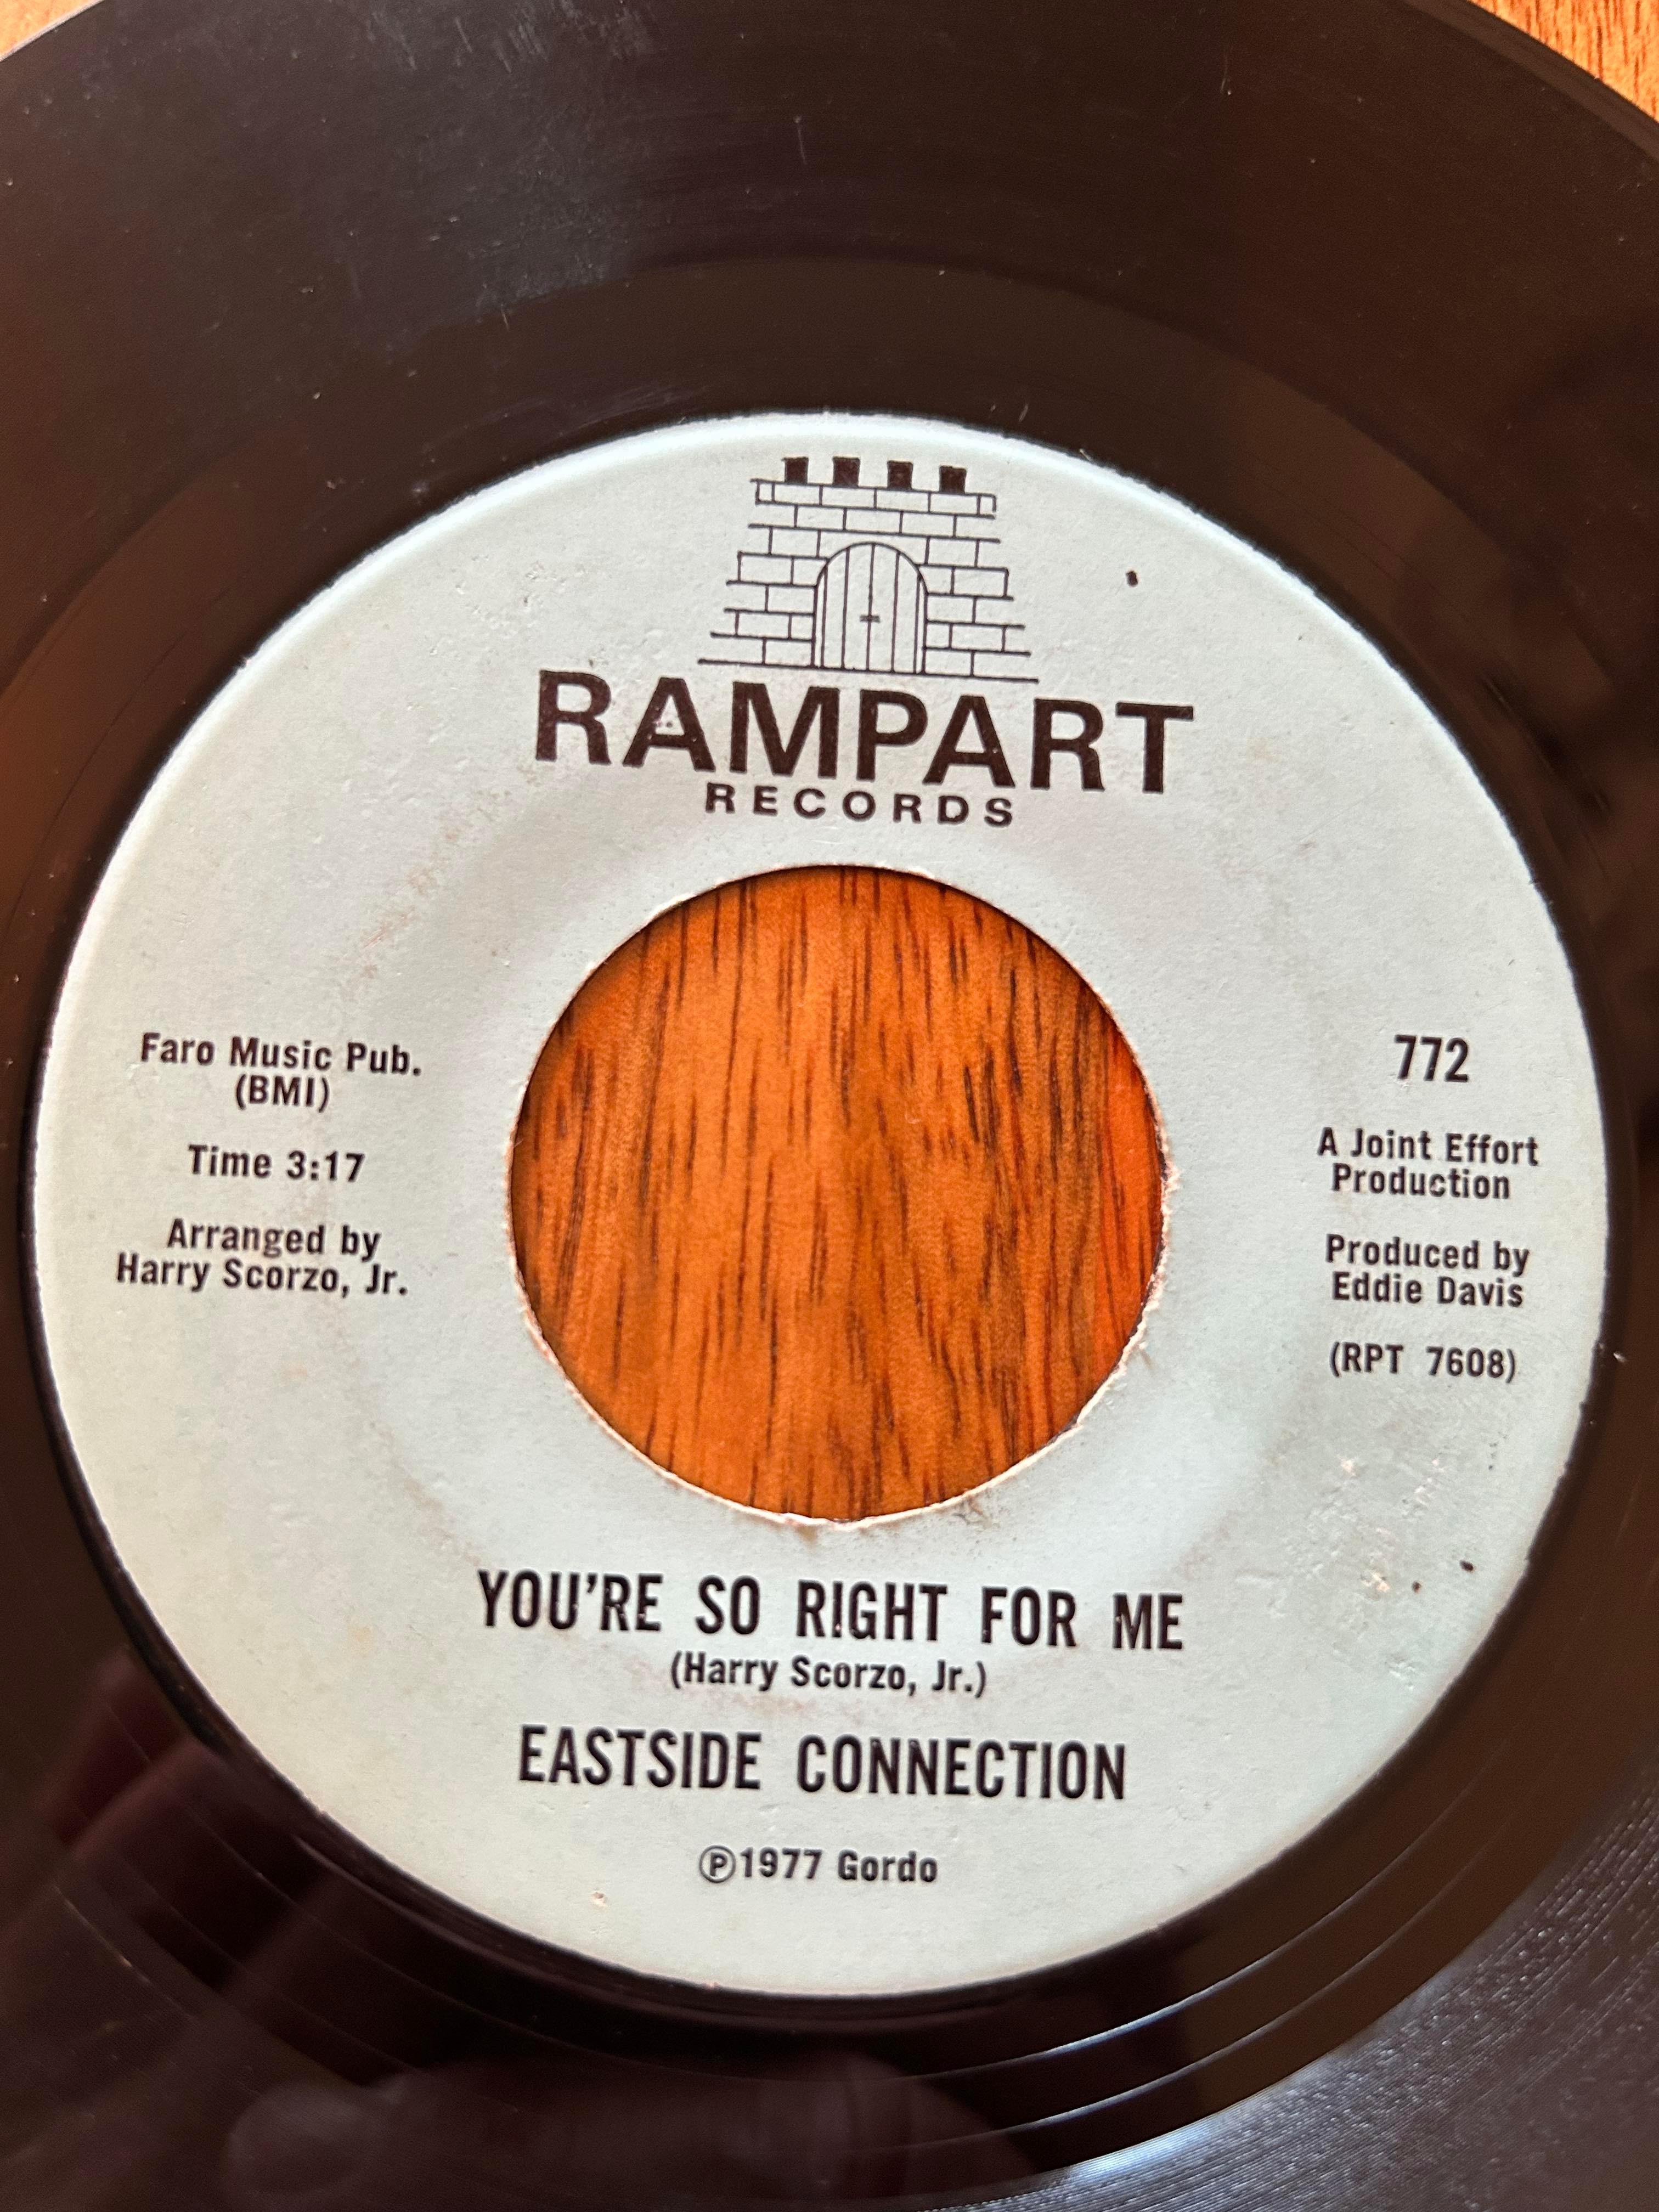 RAMPART
RECORDS
Faro Music Pub.
(BMI)
Time 3:17
Arranged by
Harry Scorzo, Jr.
772
A Joint Effort
Production
Produced by
Eddie Davis
(RPT 7608)
YOU'RE SO RIGHT FOR ME
(Harry Scorzo, Jr.)
EASTSIDE CONNECTION
Ⓟ1977 Gordo